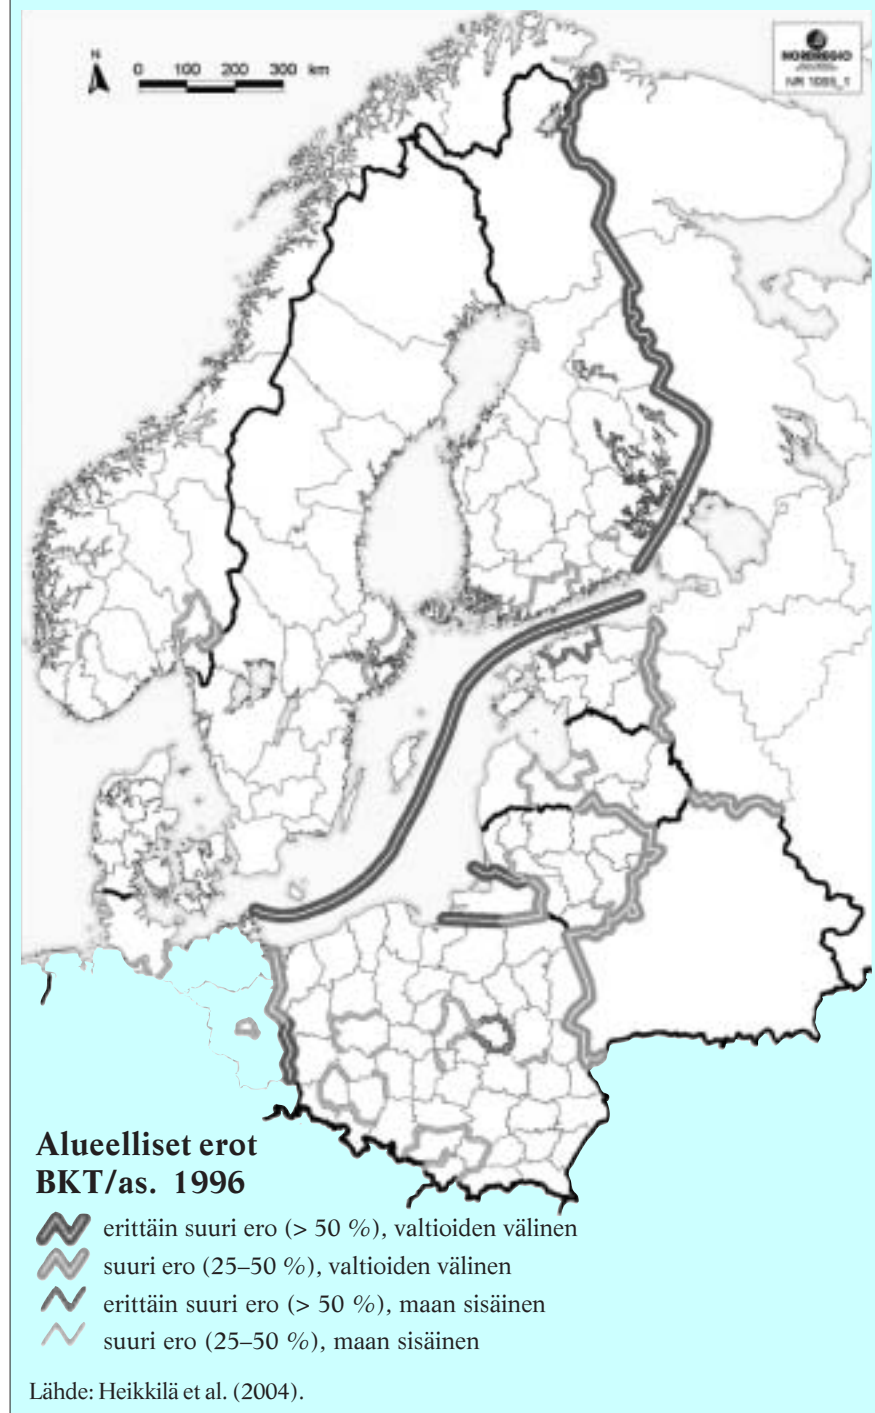 N
0 100 200 300 km
NORDREGIO
Alueelliset erot
BKT/as. 1996
erittäin suuri ero (> 50 %), valtioiden välinen
suuri ero (25–50 %), valtioiden välinen
erittäin suuri ero (> 50 %), maan sisäinen
suuri ero (25–50 %), maan sisäinen
Lähde: Heikkilä et al. (2004).